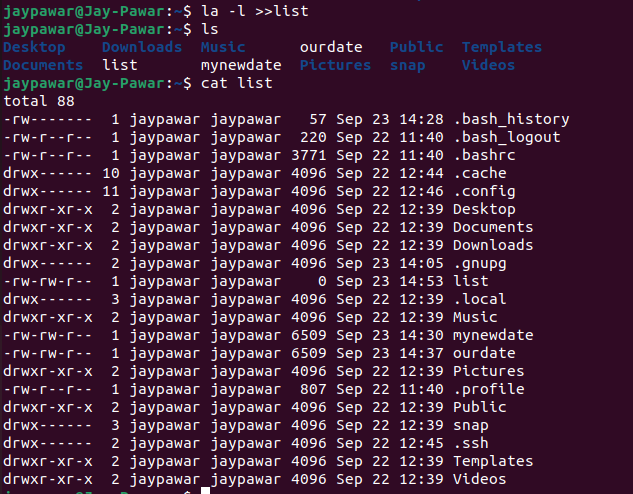 jaypawar@Jay-Pawar:~$ la -l >>list
jaypawar@Jay-Pawar:~$ ls
Desktop    Downloads  Music      ourdate   Public  Templates
Documents  list       mynewdate  Pictures  snap    Videos
jaypawar@Jay-Pawar:~$ cat list
total 88
-rw-------  1 jaypawar jaypawar   57 Sep 23 14:28 .bash_history
-rw-r--r--  1 jaypawar jaypawar  220 Sep 22 11:40 .bash_logout
-rw-r--r--  1 jaypawar jaypawar 3771 Sep 22 11:40 .bashrc
drwx------ 10 jaypawar jaypawar 4096 Sep 22 12:44 .cache
drwx------ 11 jaypawar jaypawar 4096 Sep 22 12:46 .config
drwxr-xr-x  2 jaypawar jaypawar 4096 Sep 22 12:39 Desktop
drwxr-xr-x  2 jaypawar jaypawar 4096 Sep 22 12:39 Documents
drwxr-xr-x  2 jaypawar jaypawar 4096 Sep 22 12:39 Downloads
drwx------  2 jaypawar jaypawar 4096 Sep 23 14:05 .gnupg
-rw-rw-r--  1 jaypawar jaypawar    0 Sep 23 14:53 list
drwx------  3 jaypawar jaypawar 4096 Sep 22 12:39 .local
drwxr-xr-x  2 jaypawar jaypawar 4096 Sep 22 12:39 Music
-rw-rw-r--  1 jaypawar jaypawar 6509 Sep 23 14:30 mynewdate
-rw-rw-r--  1 jaypawar jaypawar 6509 Sep 23 14:37 ourdate
drwxr-xr-x  2 jaypawar jaypawar 4096 Sep 22 12:39 Pictures
-rw-r--r--  1 jaypawar jaypawar  807 Sep 22 11:40 .profile
drwxr-xr-x  2 jaypawar jaypawar 4096 Sep 22 12:39 Public
drwx------  3 jaypawar jaypawar 4096 Sep 22 12:39 snap
drwx------  2 jaypawar jaypawar 4096 Sep 22 12:45 .ssh
drwxr-xr-x  2 jaypawar jaypawar 4096 Sep 22 12:39 Templates
drwxr-xr-x  2 jaypawar jaypawar 4096 Sep 22 12:39 Videos
jaypawar@Jay-Pawar:~$